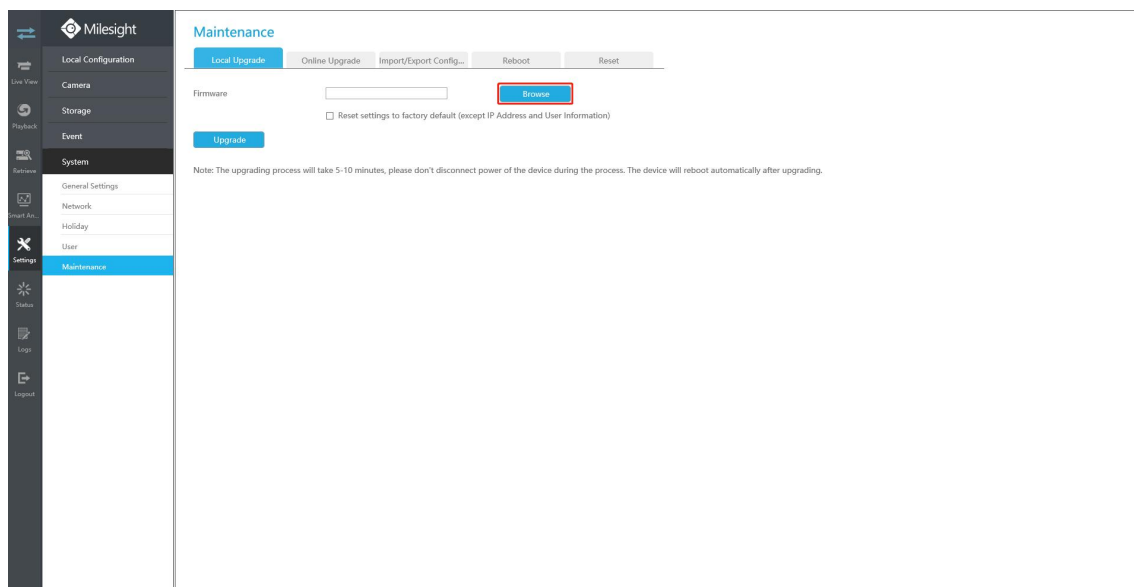 Milesight
Live View
Playback
Retrieve
Smart An...
Settings
Status
Logs
Logout
Local Configuration
Camera
Storage
Event
System
General Settings
Network
Holiday
User
Maintenance
Maintenance
Local Upgrade Online Upgrade Import/Export Config... Reboot Reset
Firmware Browse
Reset settings to factory default (except IP Address and User Information)
Upgrade
Note: The upgrading process will take 5-10 minutes, please don't disconnect power of the device during the process. The device will reboot automatically after upgrading.